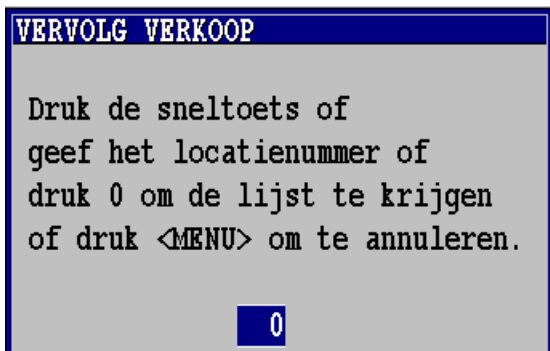 VERVOLG VERKOOP
Druk de sneltoets of
geef het locatienummer of
druk 0 om de lijst te krijgen
of druk <MENU> om te annuleren.
0